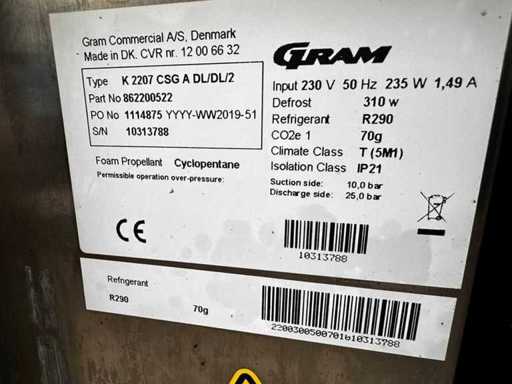 Gram Commercial A/S, Denmark
Made in DK. CVR nr. 12 00 66 32
GRAM
Type K 2207 CSG A DL/DL/2
Part No 862200522
PO No 1114875 YYYY-WW2019-51
S/N 10313788
Input 230 V 50 Hz 235 W 1,49 A
Defrost 310 w
Refrigerant R290
CO2e 1 70g
Climate Class T (5M1)
Isolation Class IP21
Foam Propellant Cyclopentane
Permissible operation over-pressure:
Suction side: 10,0 bar
Discharge side: 25,0 bar
CE
10313788
Refrigerant
R290 70g
2200300500701610313788